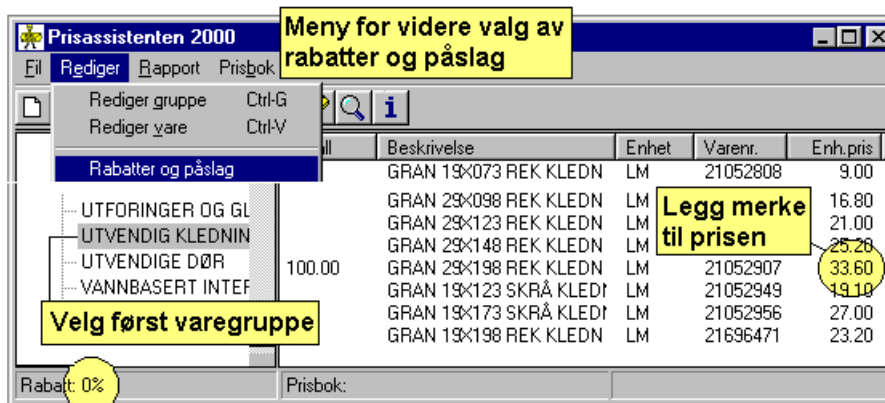 Prisassistenten 2000
Meny for videre valg av
rabatter og påslag
Fil Rediger Rapport Prisbok
Rediger gruppe Ctrl-G
Rediger vare Ctrl-V
Rabatter og påslag
Beskrivelse Enhet Varenr. Enh.pris
GRAN 19X073 REK KLEDN LM 21052808 9.00
GRAN 29X098 REK KLEDN LM 16.80
GRAN 29X123 REK KLEDN LM 21.00
GRAN 29X148 REK KLEDN LM 25.20
100.00 GRAN 29X198 REK KLEDN LM 21052907 33.60
GRAN 19X123 SKRÅ KLEDN LM 21052949 19.10
GRAN 19X173 SKRÅ KLEDN LM 21052956 27.00
GRAN 19X198 REK KLEDN LM 21696471 23.20
Legg merke
til prisen
UTFORINGER OG GL
UTVENDIG KLEDNIN
UTVENDIGE DØR
VANNBASERT INTER
Velg først varegruppe
Rabatt: 0% Prisbok: